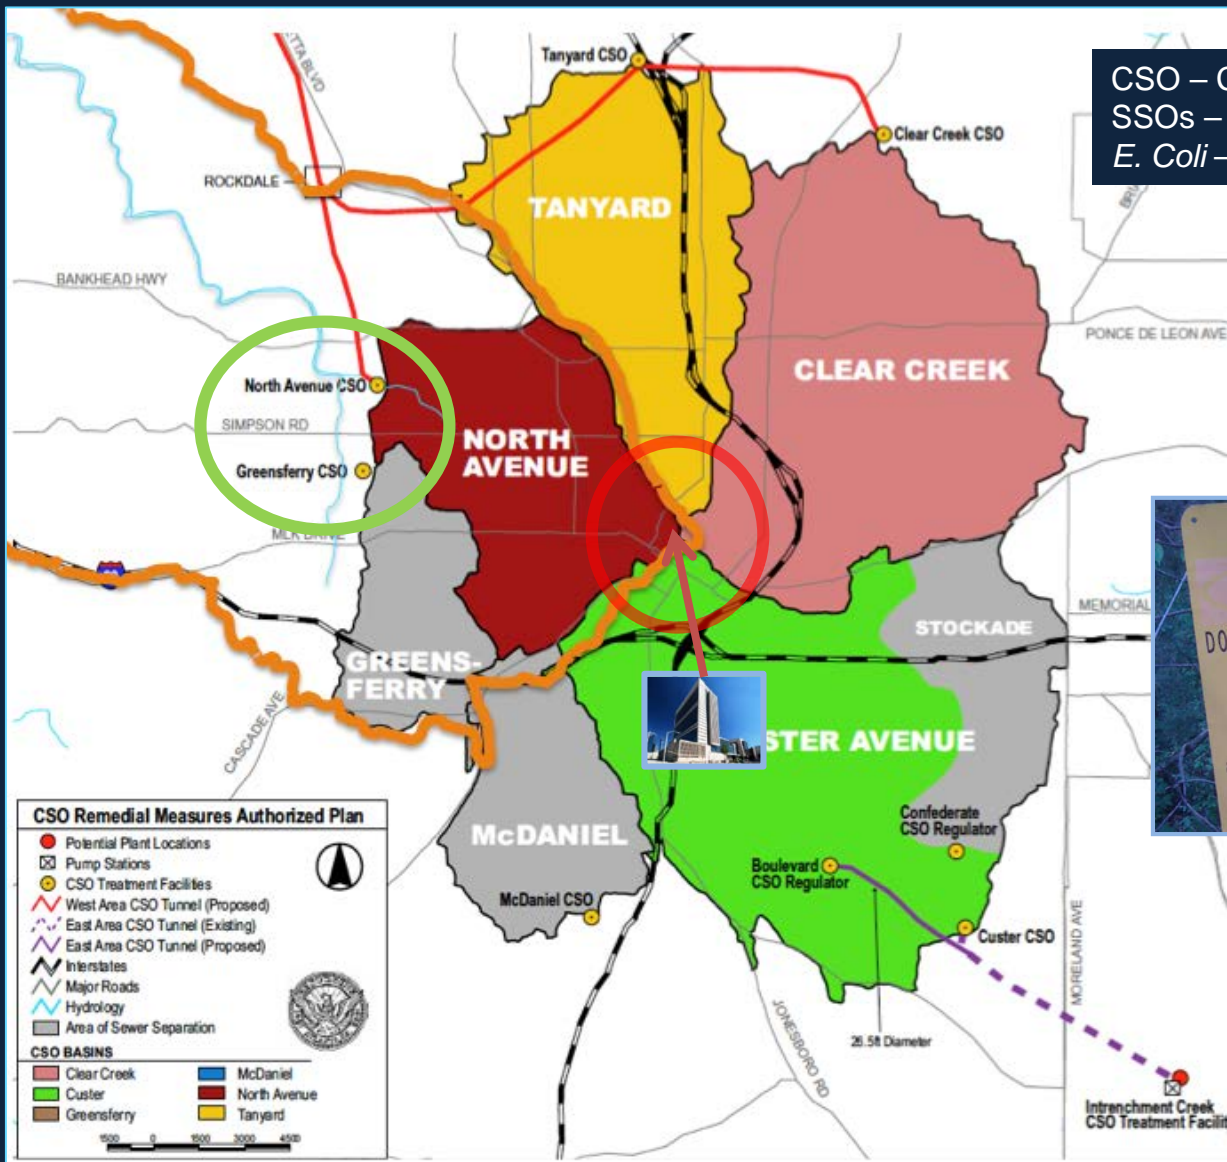 ETTA BLVD
Tanyard CSO
CSO –
SSOs –
E. Coli –
Clear Creek CSO
ROCKDALE
TANYARD
BANKHEAD HWY
PONCE DE LEON AVE
CLEAR CREEK
North Avenue CSO
SIMPSON RD
NORTH
AVENUE
Greensferry CSO
MLK DRIVE
MEMORIAL
STOCKADE
DO
GREENS-
FERRY
CASCADE AVE
STER AVENUE
CSO Remedial Measures Authorized Plan
Potential Plant Locations
Pump Stations
CSO Treatment Facilities
West Area CSO Tunnel (Proposed)
East Area CSO Tunnel (Existing)
East Area CSO Tunnel (Proposed)
Interstates
Major Roads
Hydrology
Area of Sewer Separation
CSO BASINS
Clear Creek
McDaniel
Custer
North Avenue
Greensferry
Tanyard
1500 0 1500 3000 4500
McDANIEL
McDaniel CSO
Confederate
CSO Regulator
Boulevard
CSO Regulator
Custer CSO
MORELAND AVE
JONESBORO RD
26.5ft Diameter
Intrenchment Creek
CSO Treatment Facilit